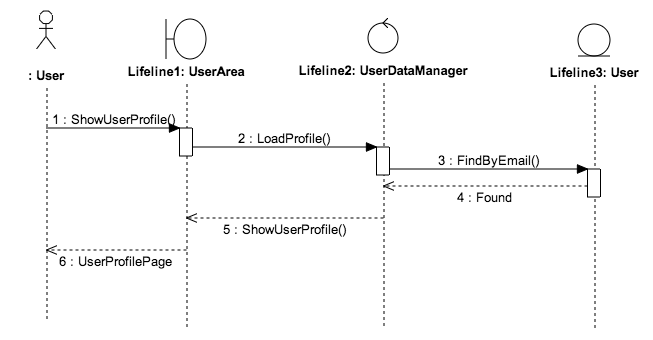 : User
Lifeline1: UserArea
Lifeline2: UserDataManager
Lifeline3: User
1 : ShowUserProfile()
2 : LoadProfile()
3 : FindByEmail()
4 : Found
5 : ShowUserProfile()
6 : UserProfilePage